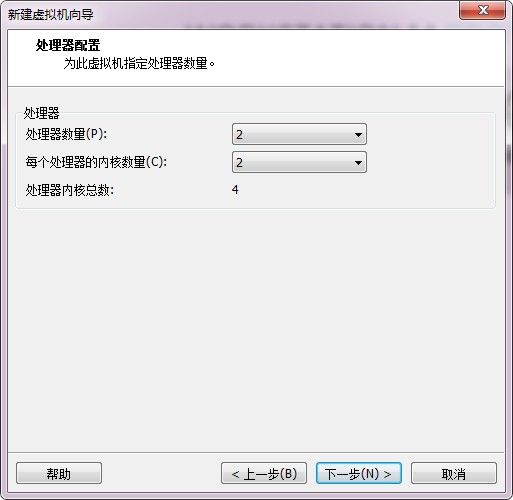 新建虚拟机向导
处理器配置
为此虚拟机指定处理器数量。
处理器
处理器数量(P): 2
每个处理器的内核数量(C): 2
处理器内核总数: 4
帮助 < 上一步(B) 下一步(N) > 取消